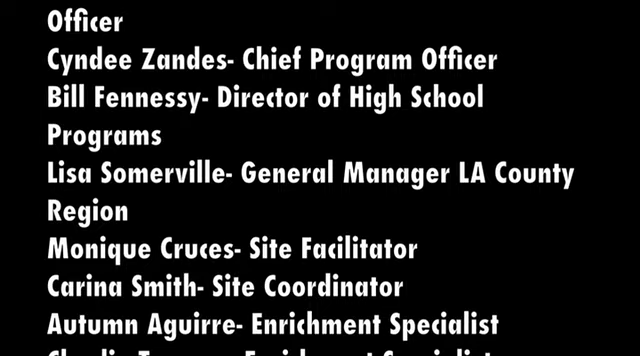 Officer
Cyndee Zandes- Chief Program Officer
Bill Fennessy- Director of High School
Programs
Lisa Somerville- General Manager LA County
Region
Monique Cruces- Site Facilitator
Carina Smith- Site Coordinator
Autumn Aguirre- Enrichment Specialist